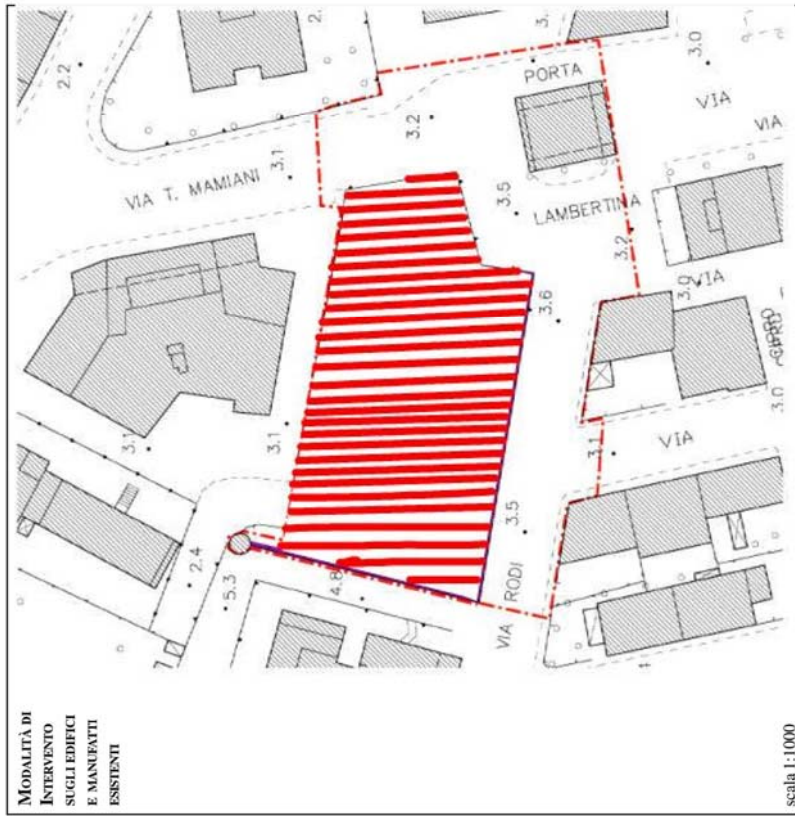 MODALITÀ DI
INTERVENTO
SUGLI EDIFICI
E MANUFATTI
ESISTENTI
2.2
3.0
PORTA
VIA
3.2
VIA
3.1
VIA T. MAMIANI
3.5
LAMBERTINA
3.2
3.0
VIA
3.6
3.1
3.1
3.0
3.1
VIA
2.4
3.5
5.3
4.8
RODI
VIA
scala 1:1000